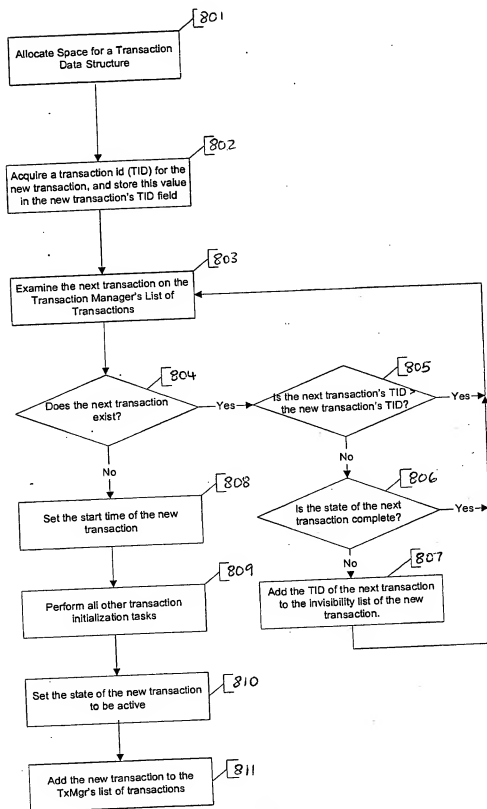 801
Allocate Space for a Transaction
Data Structure
802
Acquire a transaction id (TID) for the
new transaction, and store this value
in the new transaction's TID field
803
Examine the next transaction on the
Transaction Manager's List of
Transactions
804
Does the next transaction
exist?
Yes
805
Is the next transaction's TID >
the new transaction's TID?
Yes
No
No
806
Is the state of the next
transaction complete?
Yes
No
807
Add the TID of the next transaction
to the invisibility list of the new
transaction.
808
Set the start time of the new
transaction
809
Perform all other transaction
initialization tasks
810
Set the state of the new transaction
to be active
811
Add the new transaction to the
TxMgr's list of transactions